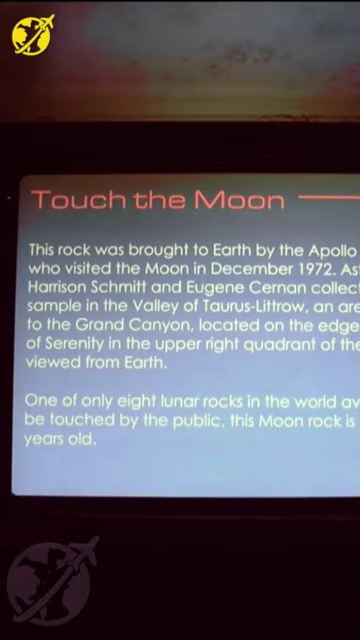 Touch the Moon
This rock was brought to Earth by the Apollo
who visited the Moon in December 1972. As
Harrison Schmitt and Eugene Cernan collec
sample in the Valley of Taurus-Littrow, an are
to the Grand Canyon, located on the edge
of Serenity in the upper right quadrant of the
viewed from Earth.
One of only eight lunar rocks in the world av
be touched by the public, this Moon rock is
years old.